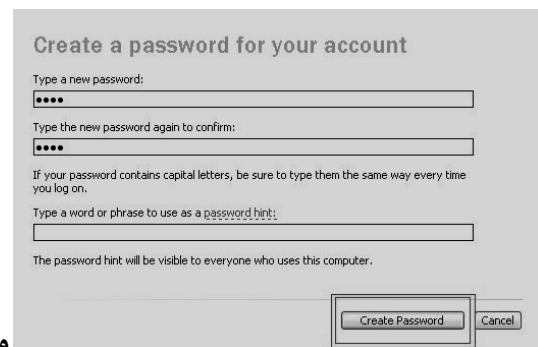 Create a password for your account
Type a new password:
●●●●
Type the new password again to confirm:
●●●●
If your password contains capital letters, be sure to type them the same way every time
you log on.
Type a word or phrase to use as a password hint:
The password hint will be visible to everyone who uses this computer.
Create Password
Cancel